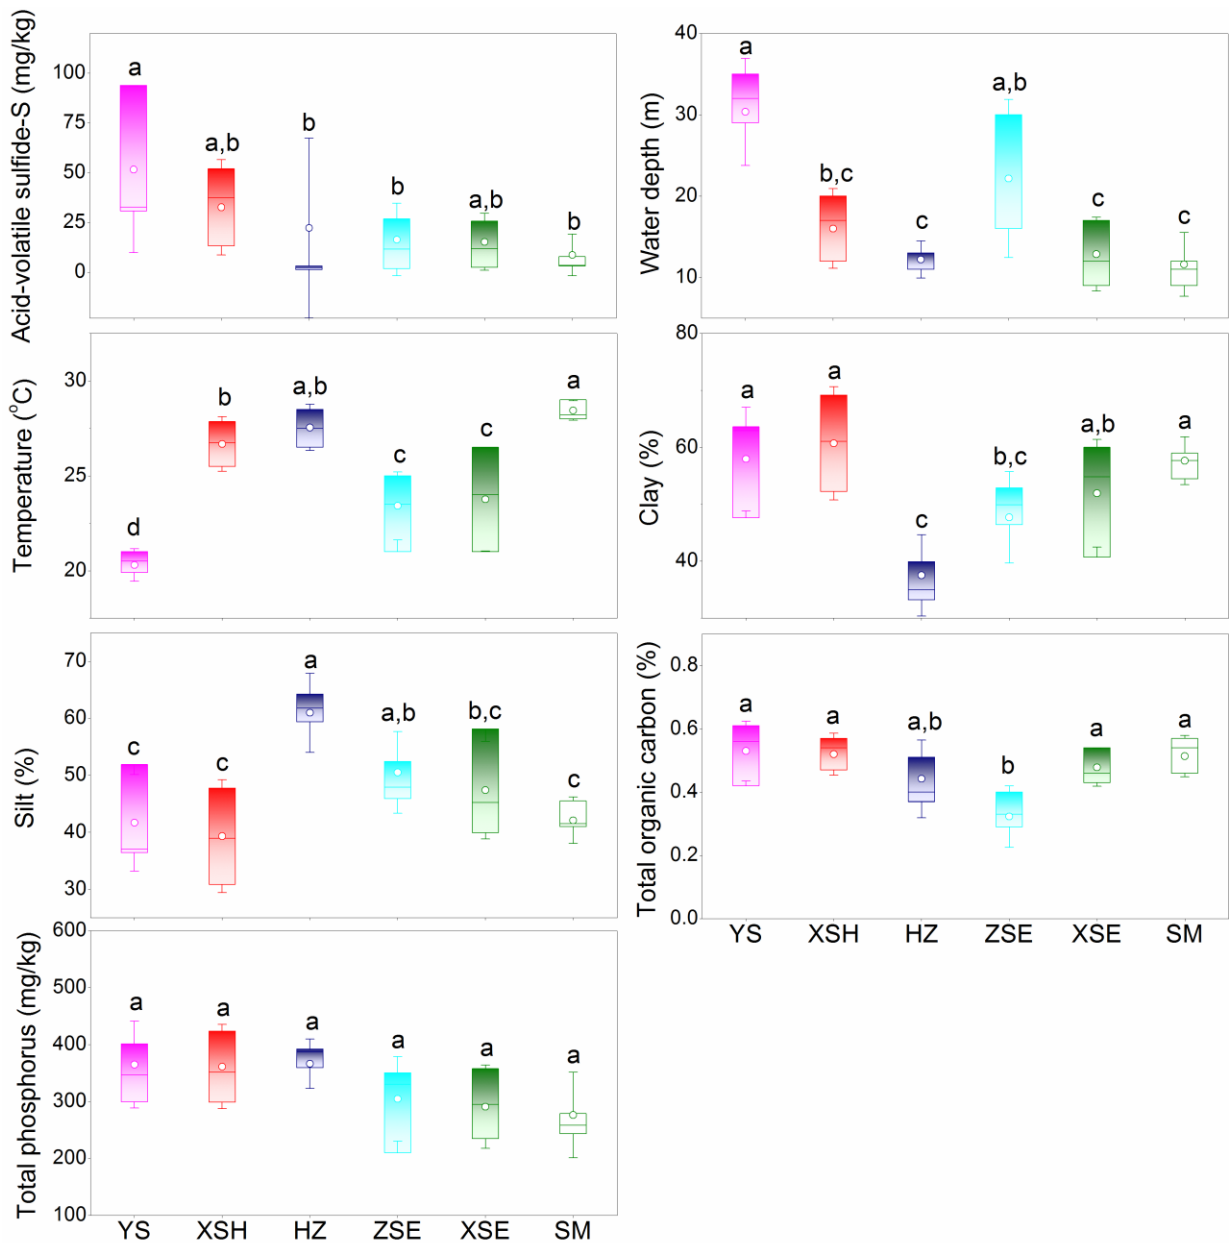 Acid-volatile sulfide-S (mg/kg)
100
75
50
25
0
a
a,b
b
b
a,b
b
Water depth (m)
40
30
20
10
a
b,c
c
a,b
c
c
Temperature (°C)
30
25
20
d
b
a,b
c
c
a
Clay (%)
80
60
40
a
a
c
b,c
a,b
a
Silt (%)
70
60
50
40
30
c
c
a
a,b
b,c
c
Total organic carbon (%)
0.8
0.6
0.4
0.2
0.0
a
a
a,b
b
a
a
YS XSH HZ ZSE XSE SM
Total phosphorus (mg/kg)
600
500
400
300
200
100
a
a
a
a
a
a
YS XSH HZ ZSE XSE SM